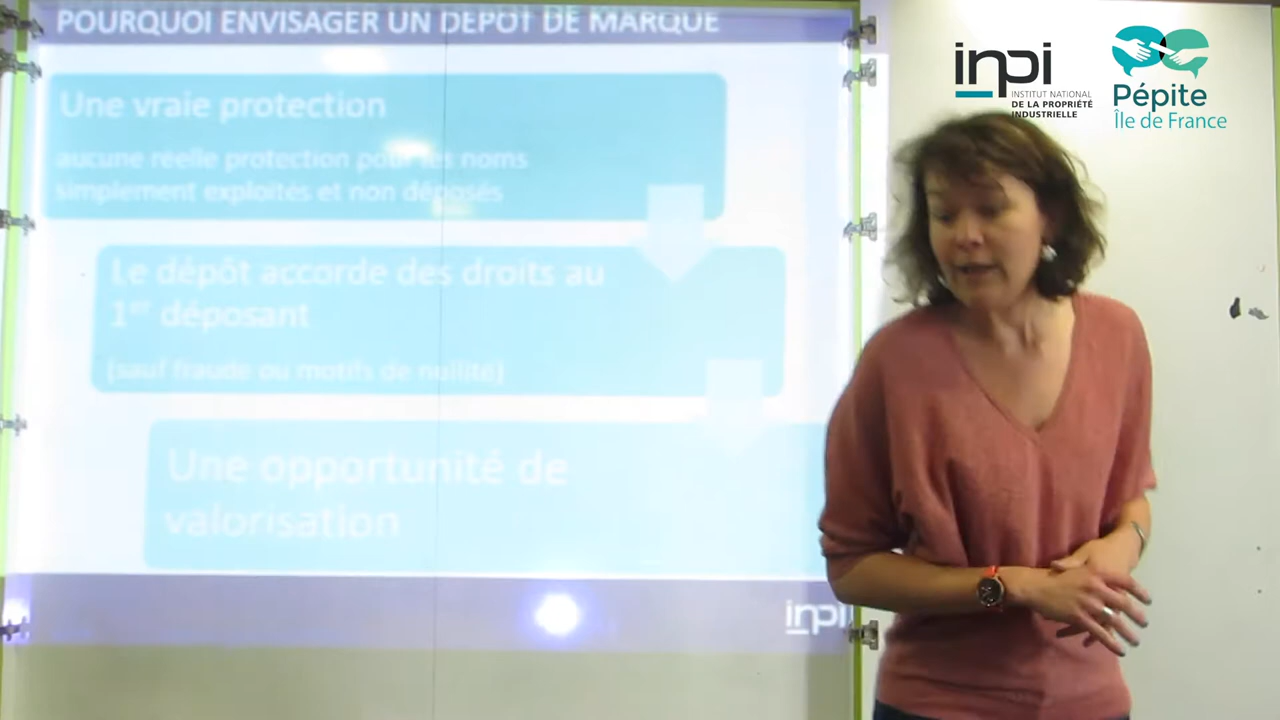 POURQUOI ENVISAGER UN DÉPÔT DE MARQUE
Une vraie protection
aucune réelle protection pour les noms
simplement exploités et non déposés
Le dépôt accorde des droits au
1er déposant
(sauf fraude ou motifs de nullité)
Une opportunité de
valorisation
inpi
inpi
INSTITUT NATIONAL
DE LA PROPRIÉTÉ
INDUSTRIELLE
Pépite
Île de France